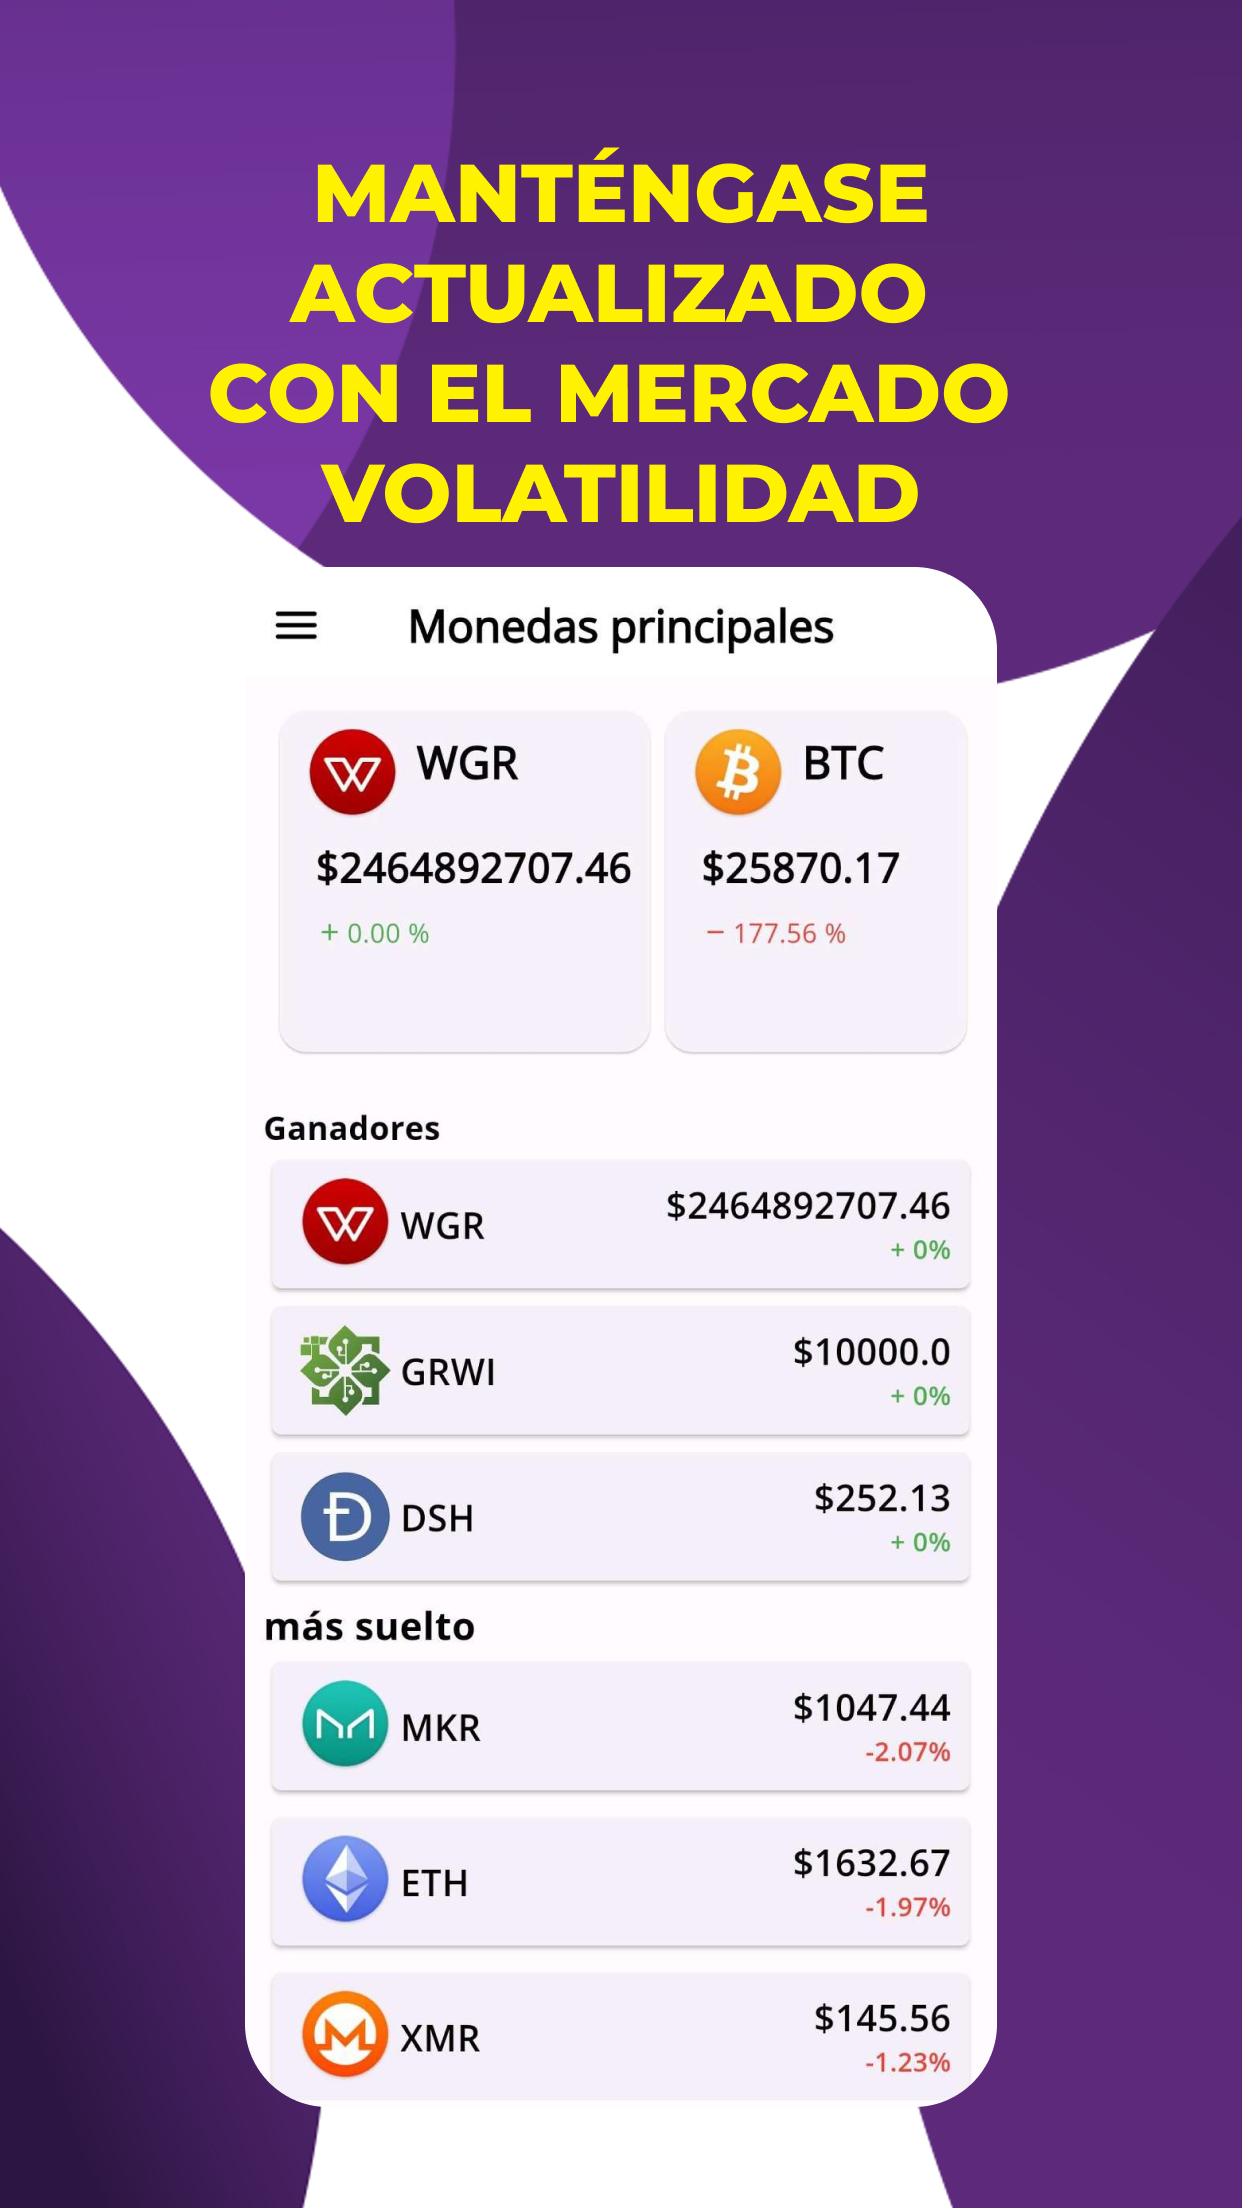 MANTÉNGASE
ACTUALIZADO
CON EL MERCADO
VOLATILIDAD
Monedas principales
WGR
$2464892707.46
+ 0.00 %
BTC
$25870.17
− 177.56 %
Ganadores
WGR
$2464892707.46
+ 0%
GRWI
$10000.0
+ 0%
DSH
$252.13
+ 0%
más suelto
MKR
$1047.44
-2.07%
ETH
$1632.67
-1.97%
XMR
$145.56
-1.23%